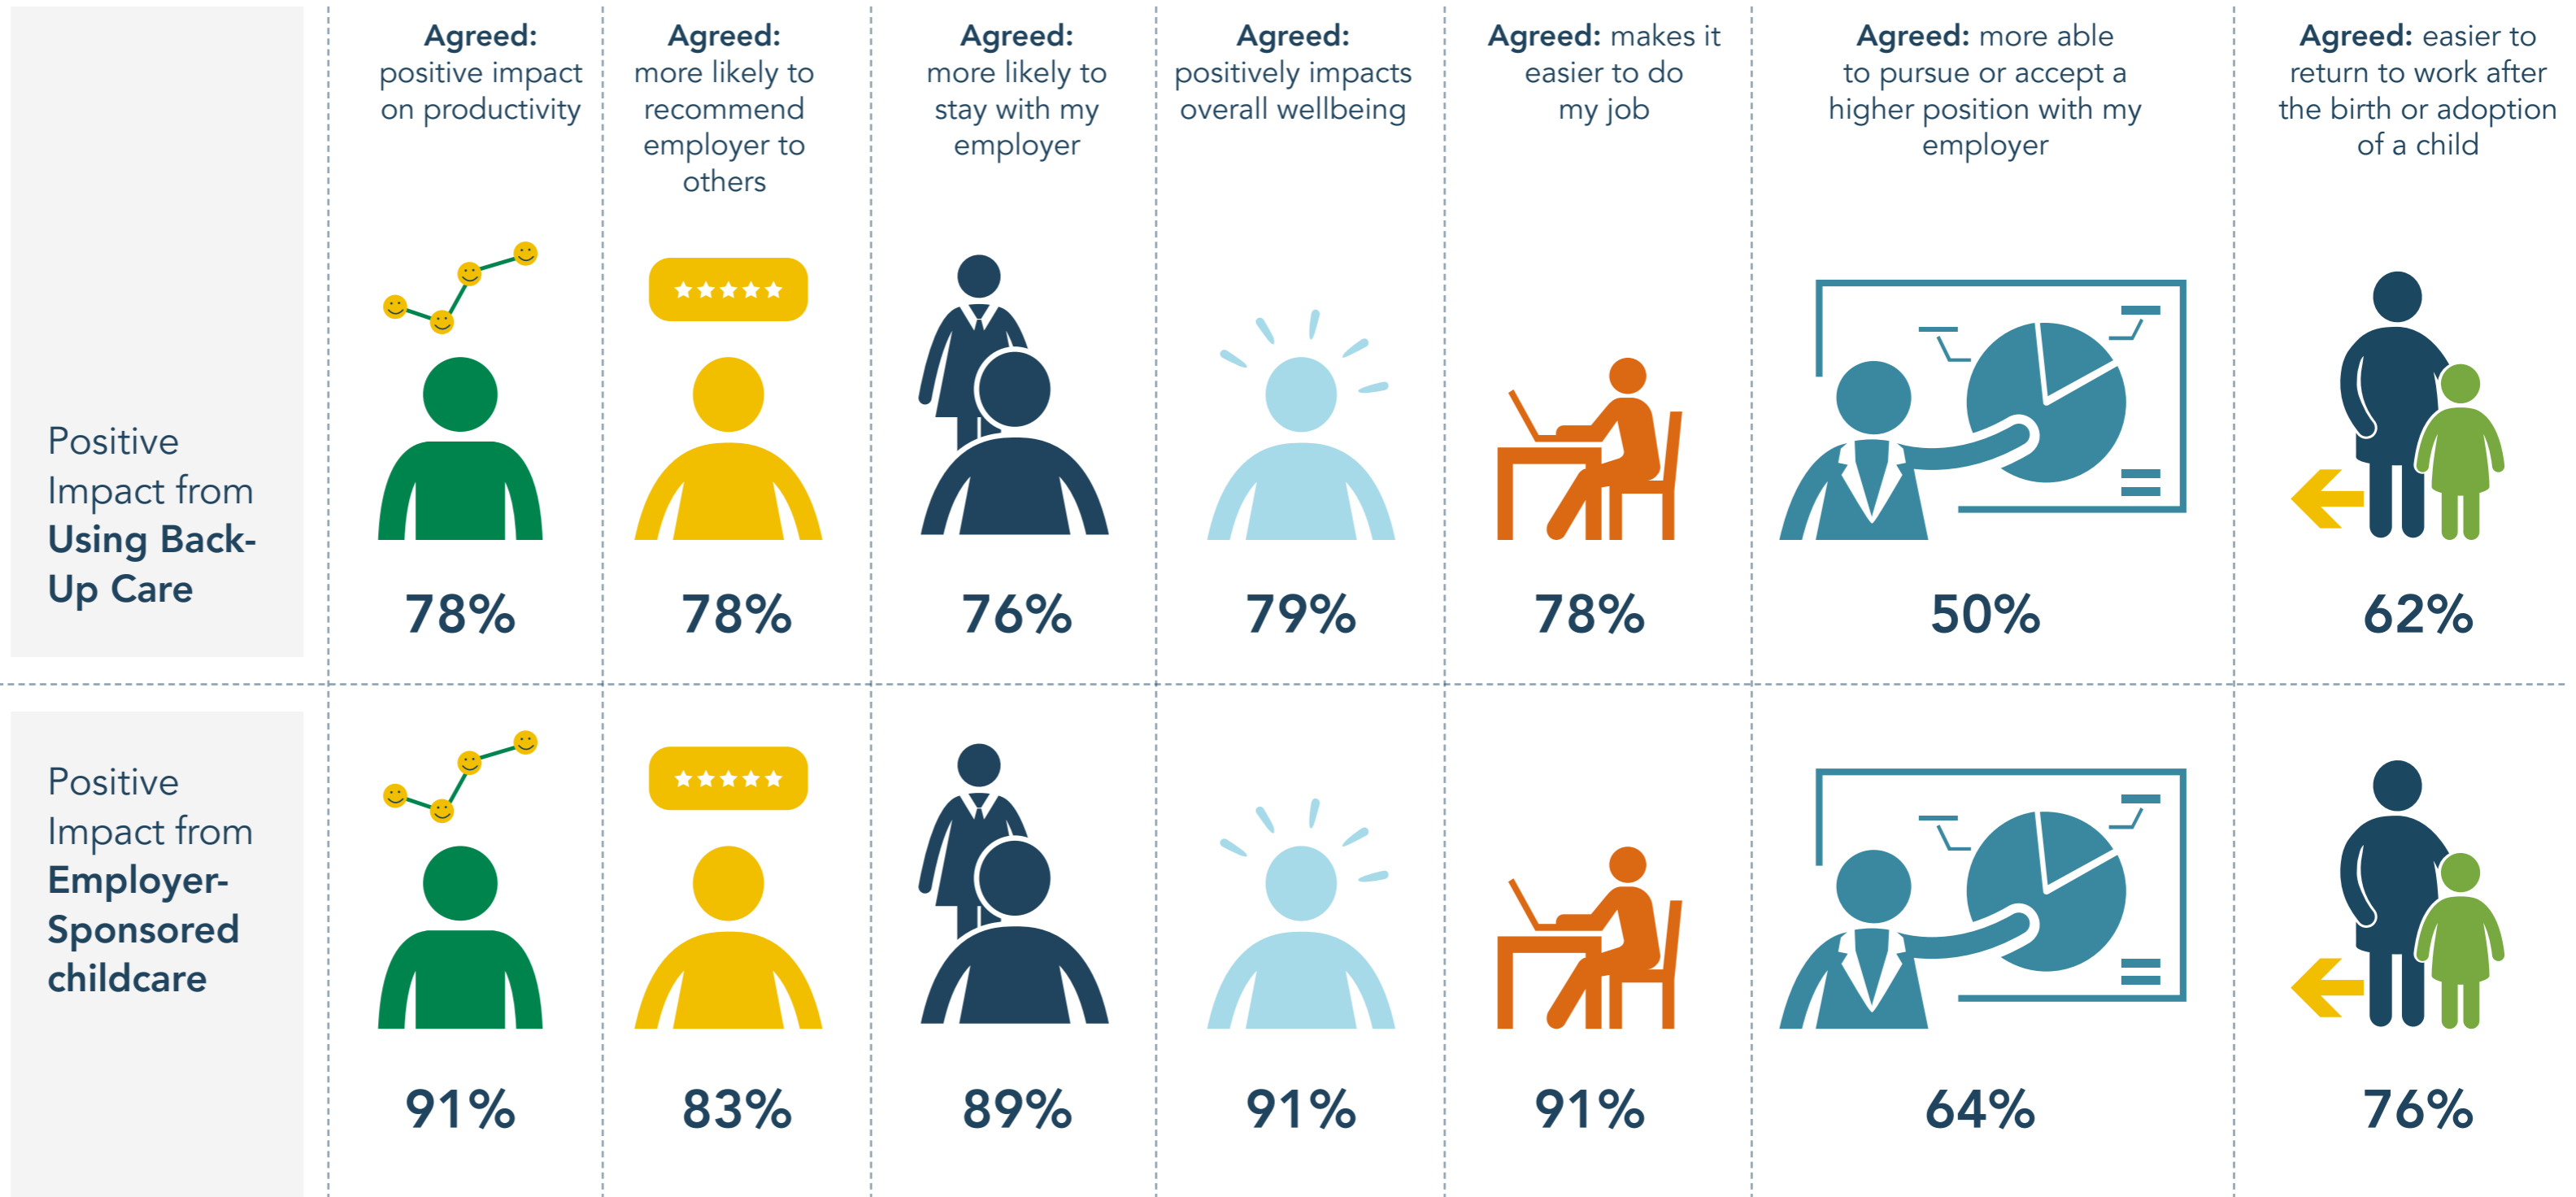 Agreed:
positive impact
on productivity
Agreed:
more likely to
recommend
employer to
others
Agreed:
more likely to
stay with my
employer
Agreed:
positively impacts
overall wellbeing
Agreed: makes it
easier to do
my job
Agreed: more able
to pursue or accept a
higher position with my
employer
Agreed: easier to
return to work after
the birth or adoption
of a child
Positive
Impact from
Using Back-
Up Care
78%
78%
76%
79%
78%
50%
62%
Positive
Impact from
Employer-
Sponsored
childcare
91%
83%
89%
91%
91%
64%
76%